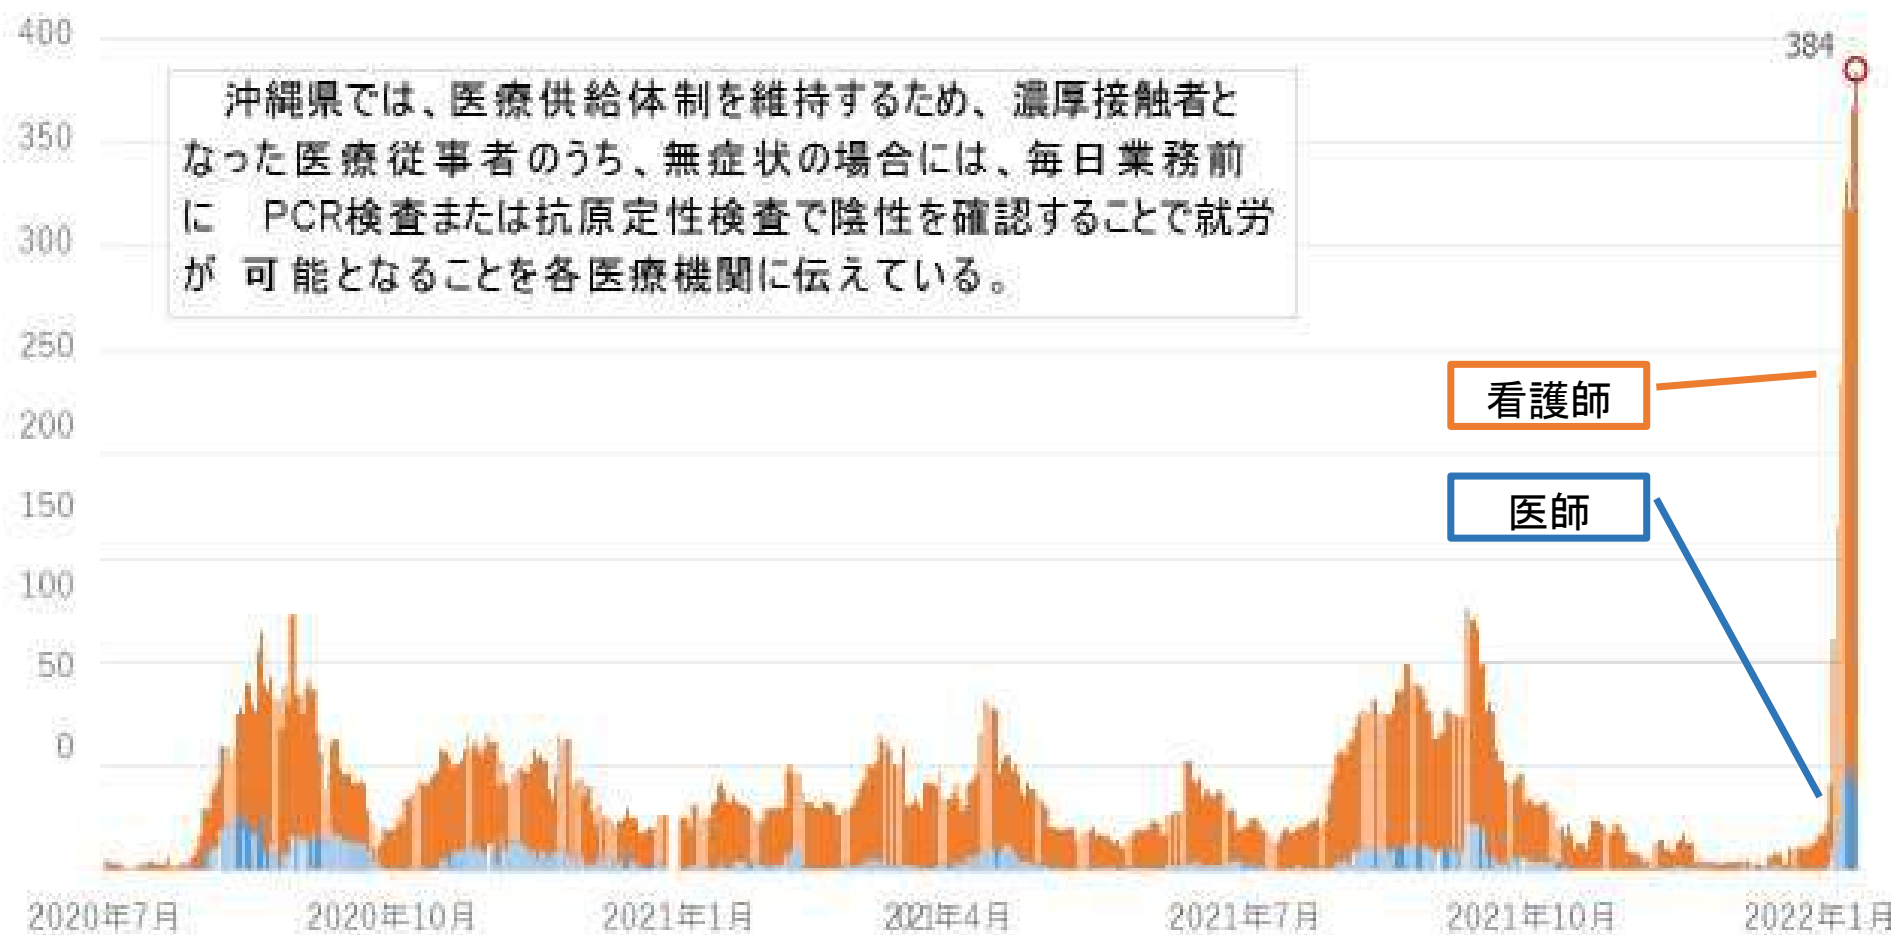 400
384
沖縄県では、医療供給体制を維持するため、濃厚接触者と
350
なった医療従事者のうち、無症状の場合には、毎日業務前
に PCR検査または抗原定性検査で陰性を確認することで就労
300
が 可能となることを各医療機関に伝えている。
250
看護師
200
150
医師
100
50
0
2020年7月 2020年10月 2021年1月 2021年4月 2021年7月 2021年10月 2022年1月